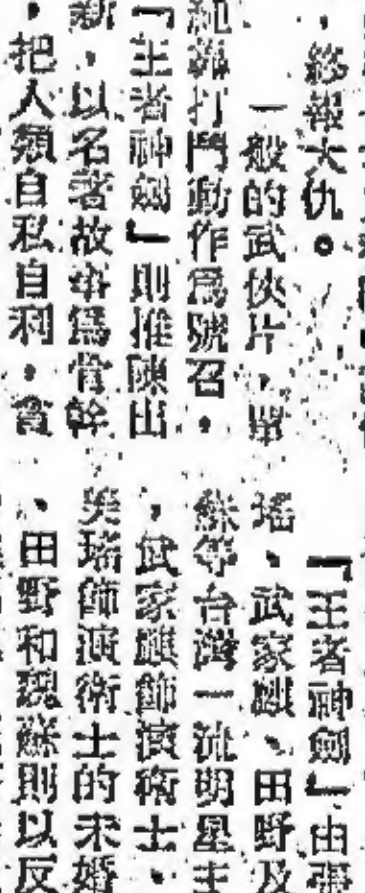 ，終報大仇。
一般的武俠片，單
純靠打鬥動作爲號召，
『王者神劍』則推陳出
新，以名著故事爲骨幹
，把人類自私自利，貪
『王者神劍』由張
瑤、武家麒、田野及
蘇等台灣一流明星主
，武家麒飾演術士，
美瑤飾演術士的未婚
、田野和魏蘇則以反